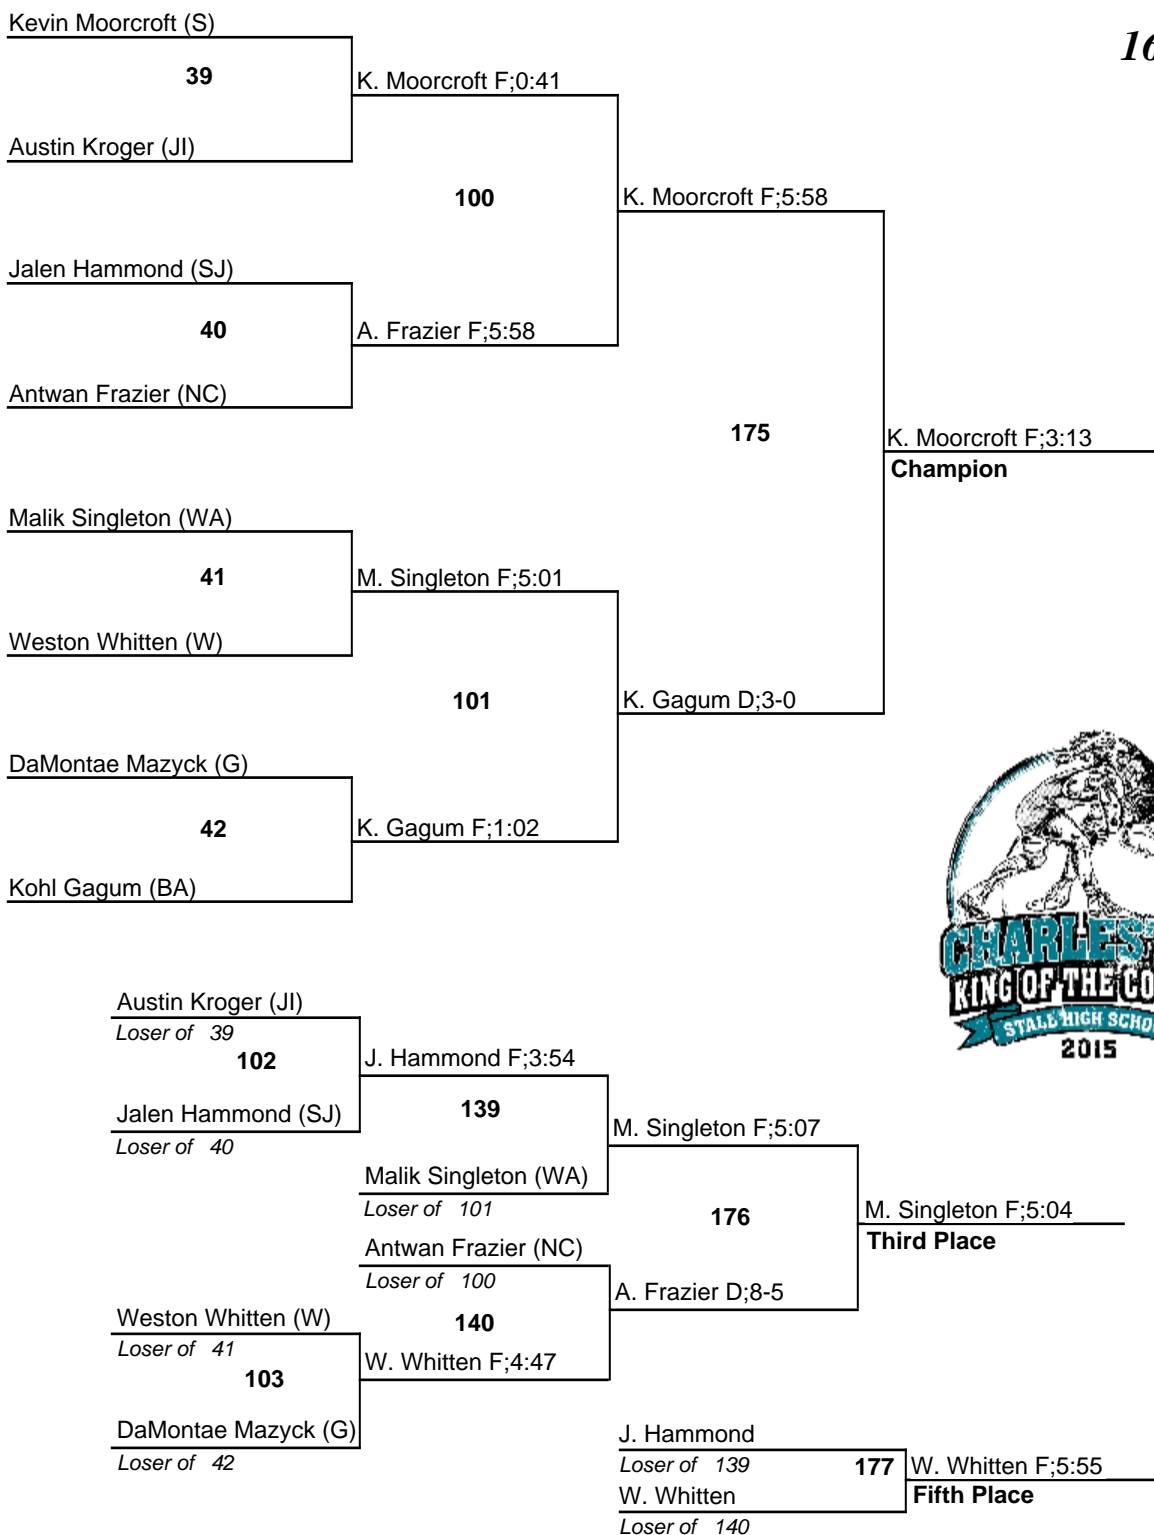 Kevin Moorcroft (S)
16
39
K. Moorcroft F;0:41
Austin Kroger (JI)
100
K. Moorcroft F;5:58
Jalen Hammond (SJ)
40
A. Frazier F;5:58
Antwan Frazier (NC)
175
K. Moorcroft F;3:13
Champion
Malik Singleton (WA)
41
M. Singleton F;5:01
Weston Whitten (W)
101
K. Gagum D;3-0
DaMontae Mazyck (G)
42
K. Gagum F;1:02
Kohl Gagum (BA)
KING OF THE
STALL HIGH
2015
Austin Kroger (JI)
Loser of 39
102
J. Hammond F;3:54
Jalen Hammond (SJ)
Loser of 40
139
M. Singleton F;5:07
Malik Singleton (WA)
Loser of 101
176
M. Singleton F;5:04
Third Place
Antwan Frazier (NC)
Loser of 100
A. Frazier D;8-5
Weston Whitten (W)
Loser of 41
140
W. Whitten F;4:47
103
DaMontae Mazyck (G)
Loser of 42
J. Hammond
Loser of 139
177
W. Whitten F;5:55
Fifth Place
W. Whitten
Loser of 140